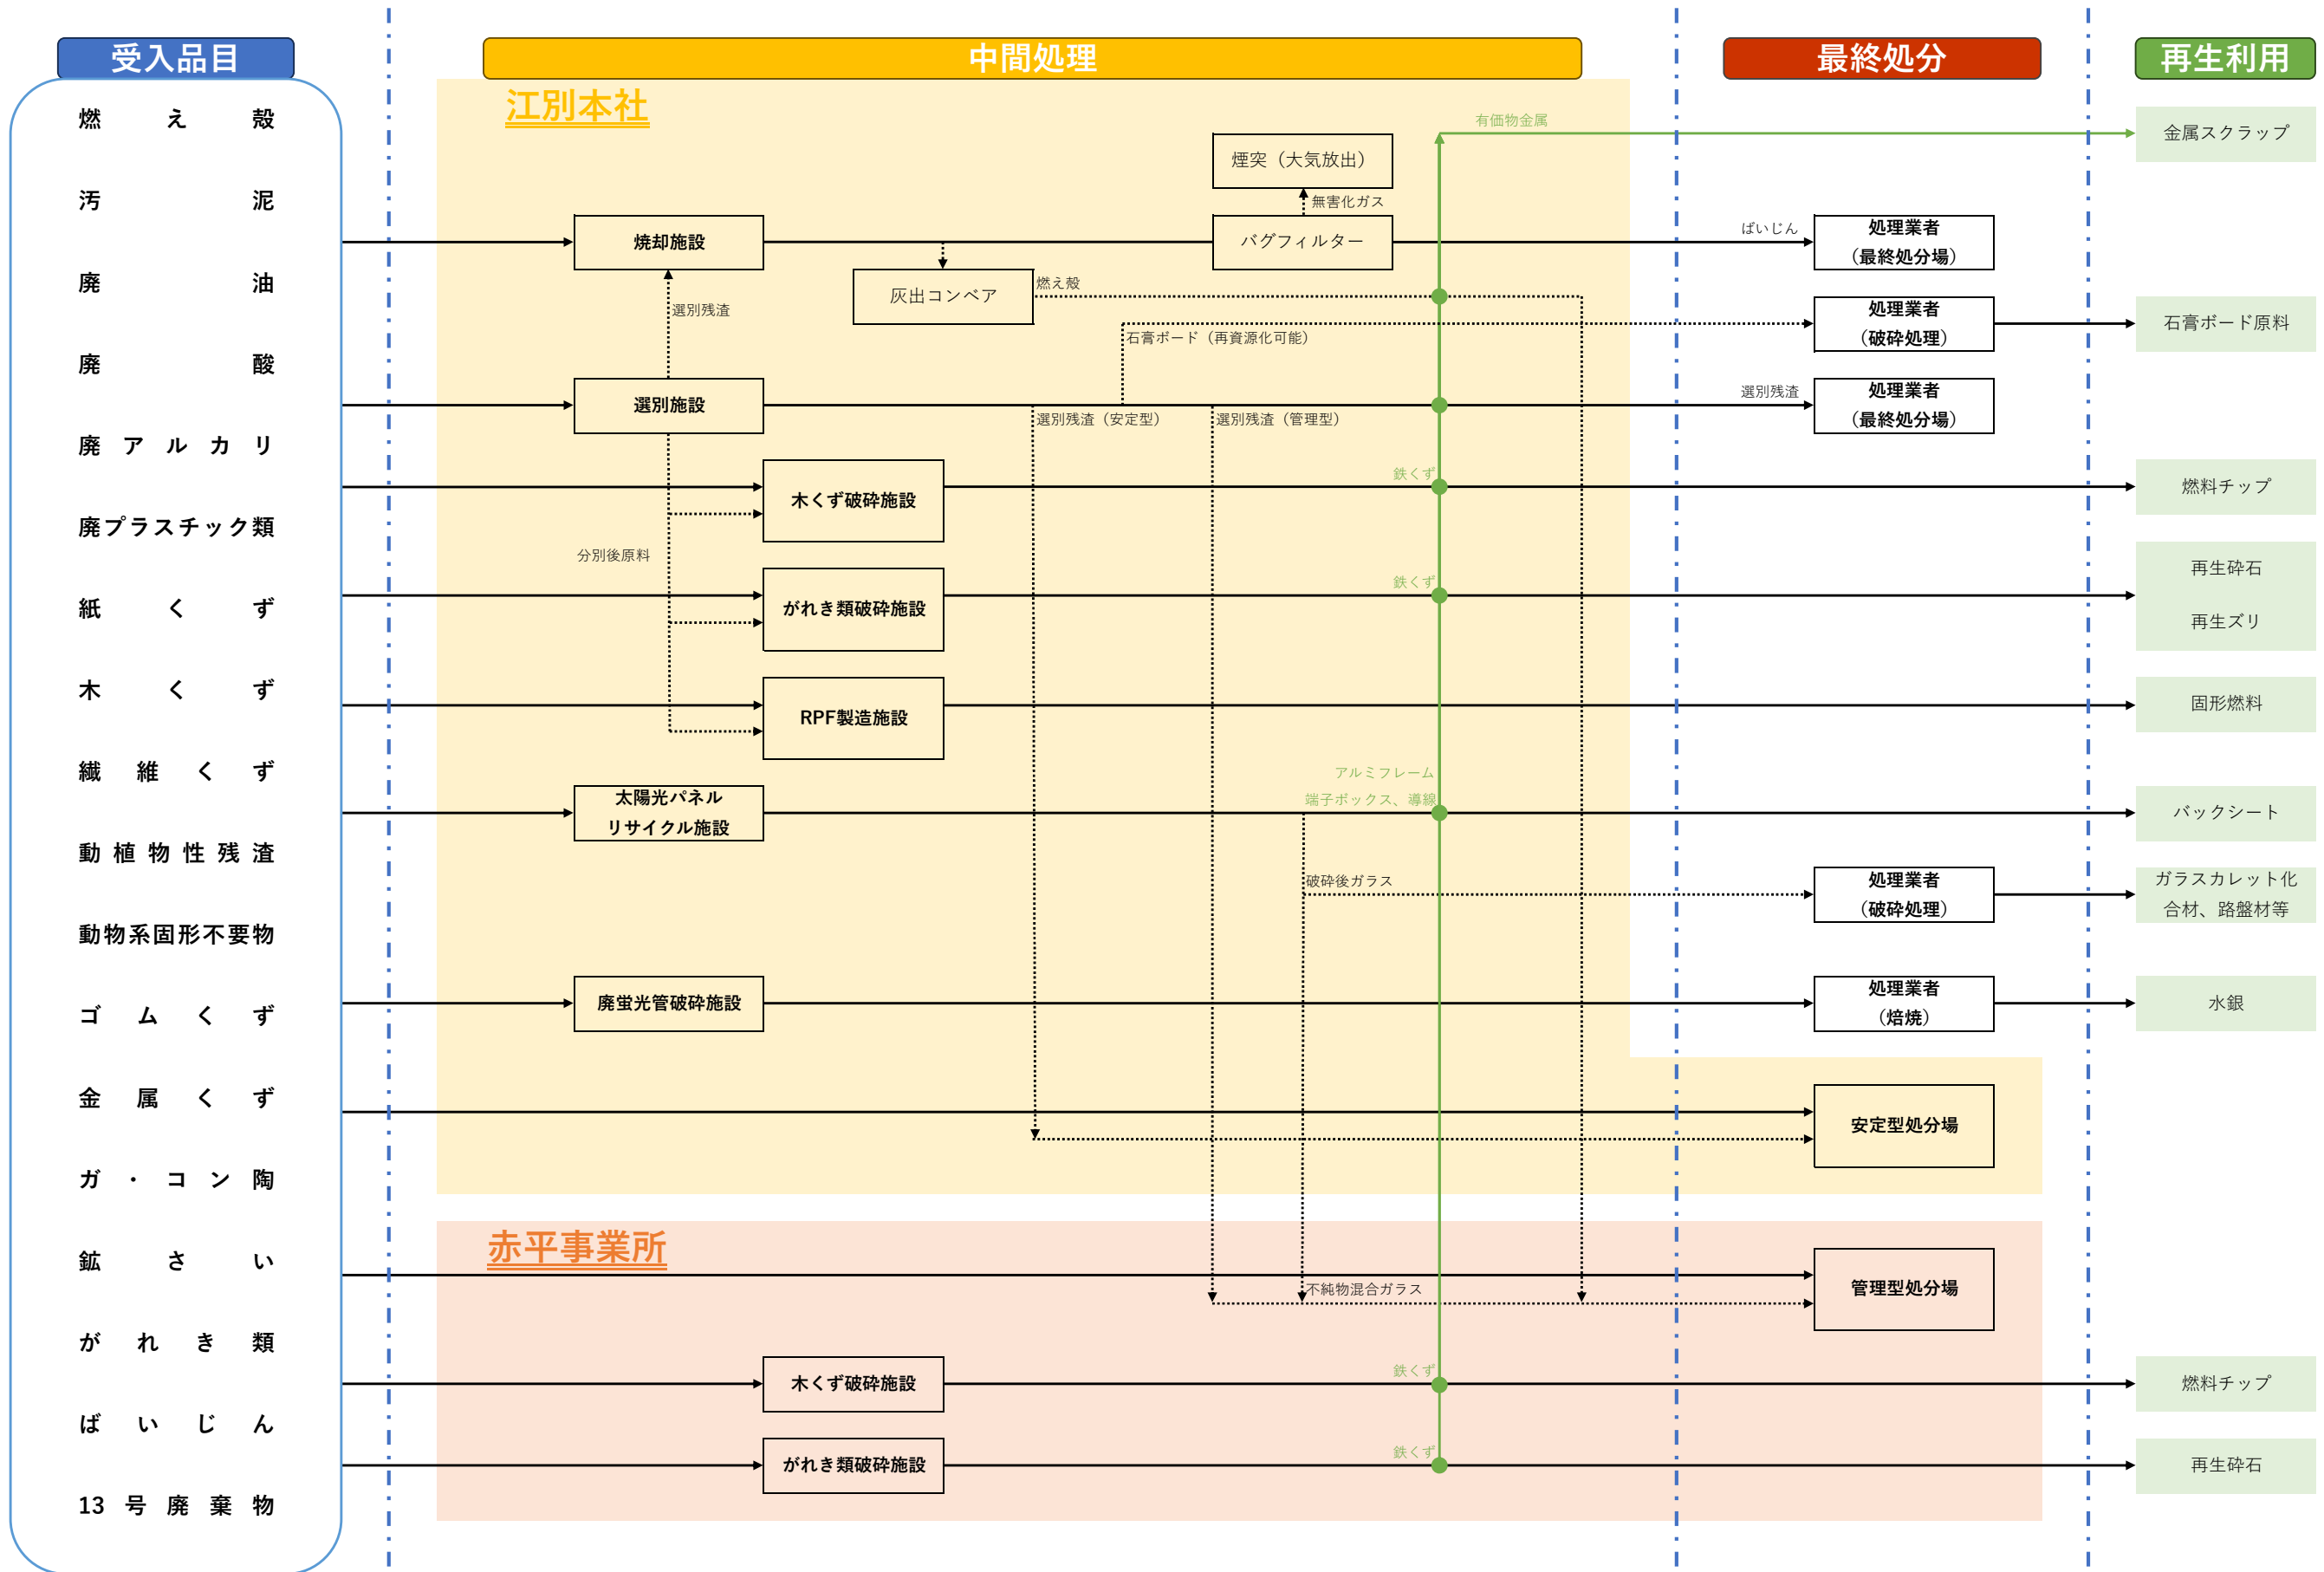 受入品目
中間処理
最終処分
再生利用
燃え殻
汚泥
廃油
廃酸
廃アルカリ
廃プラスチック類
紙くず
木くず
繊維くず
動植物性残渣
動物系固形不要物
ゴムくず
金属くず
ガ・コン陶
鉱さい
がれき類
ばいじん
13号廃棄物
江別本社
有価物金属
金属スクラップ
煙突（大気放出）
無害化ガス
焼却施設
バグフィルター
ばいじん
処理業者
（最終処分場）
灰出コンベア
燃え殻
選別残渣
石膏ボード（再資源化可能）
処理業者
（破砕処理）
石膏ボード原料
選別施設
選別残渣（安定型）
選別残渣（管理型）
選別残渣
処理業者
（最終処分場）
木くず破砕施設
鉄くず
燃料チップ
分別後原料
がれき類破砕施設
鉄くず
再生砕石
再生ズリ
RPF製造施設
固形燃料
太陽光パネル
リサイクル施設
アルミフレーム
端子ボックス、導線
バックシート
破砕後ガラス
処理業者
（破砕処理）
ガラスカレット化
合材、路盤材等
廃蛍光管破砕施設
処理業者
（焙焼）
水銀
安定型処分場
赤平事業所
不純物混合ガラス
管理型処分場
木くず破砕施設
鉄くず
燃料チップ
がれき類破砕施設
鉄くず
再生砕石